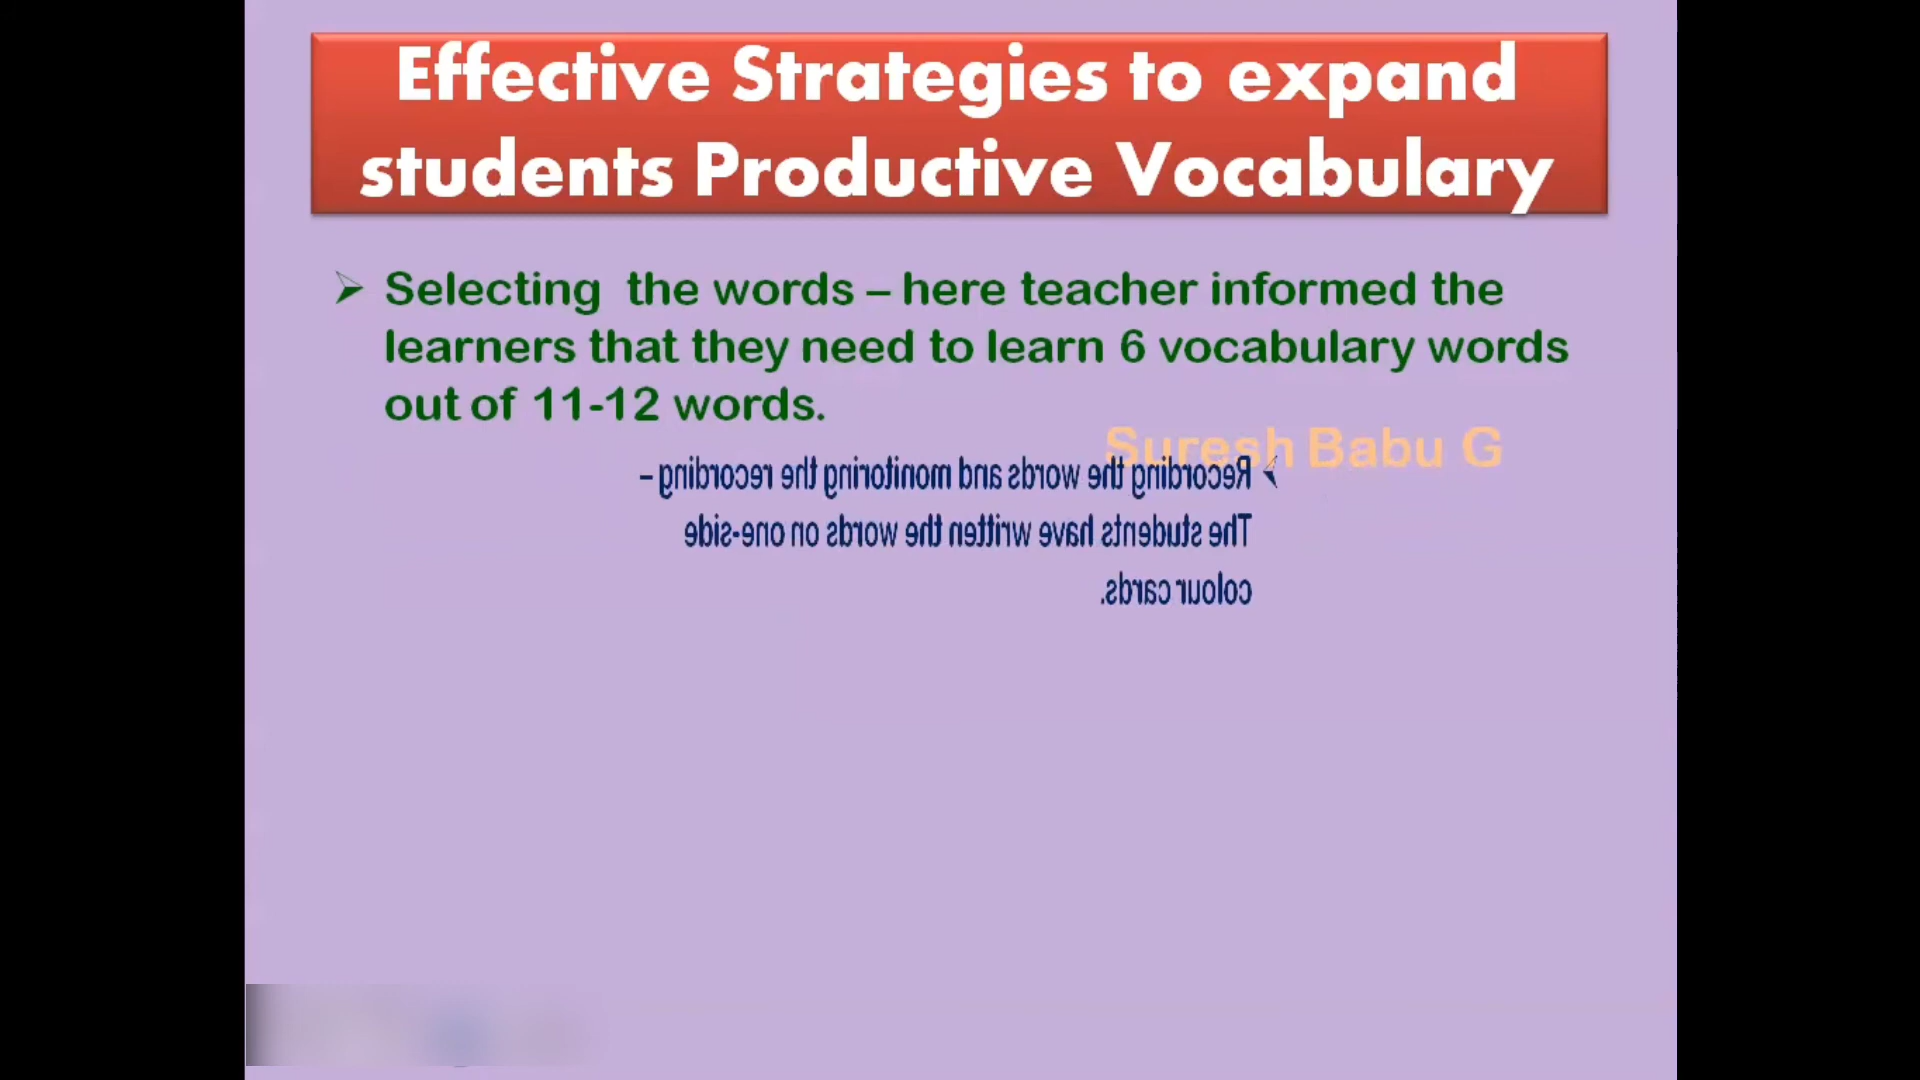 Effective Strategies to expand
students Productive Vocabulary
➢ Selecting the words – here teacher informed the
learners that they need to learn 6 vocabulary words
out of 11-12 words.
Suresh Babu G
➢ Recording the words and monitoring the recording –
The students have written the words on one-side
colour cards.